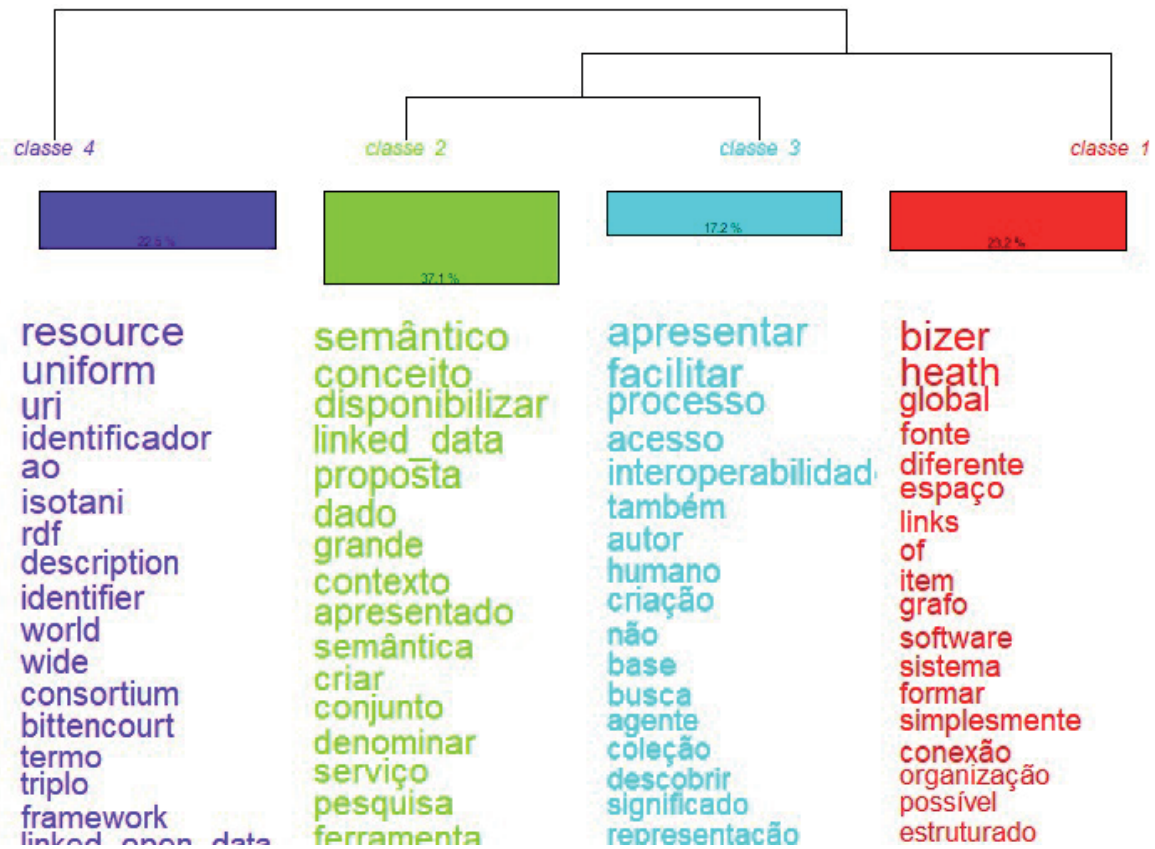 classe 4
classe 2
classe 3
classe 1
22.5 %
37.1 %
17.2 %
23.2 %
resource
uniform
uri
identificador
ao
isotani
rdf
description
identifier
world
wide
consortium
bittencourt
termo
triplo
framework
linked_open_data
semântico
conceito
disponibilizar
linked_data
proposta
dado
grande
contexto
apresentado
semântica
criar
conjunto
denominar
serviço
pesquisa
ferramenta
apresentar
facilitar
processo
acesso
interoperabilidad
também
autor
humano
criação
não
base
busca
agente
coleção
descobrir
significado
representação
bizer
heath
global
fonte
diferente
espaço
links
of
item
grafo
software
sistema
formar
simplesmente
conexão
organização
possível
estruturado